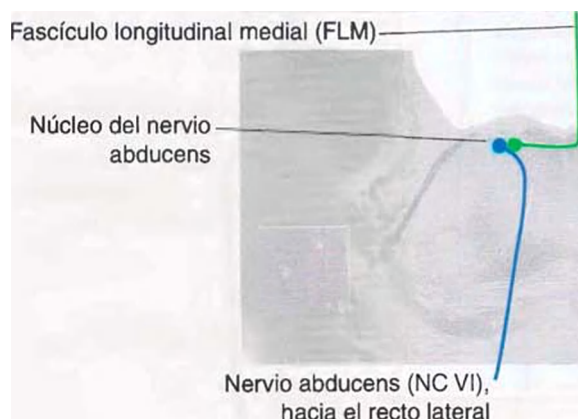 Fascículo longitudinal medial (FLM)
Núcleo del nervio
abducens
Nervio abducens (NC VI),
hacia el recto lateral